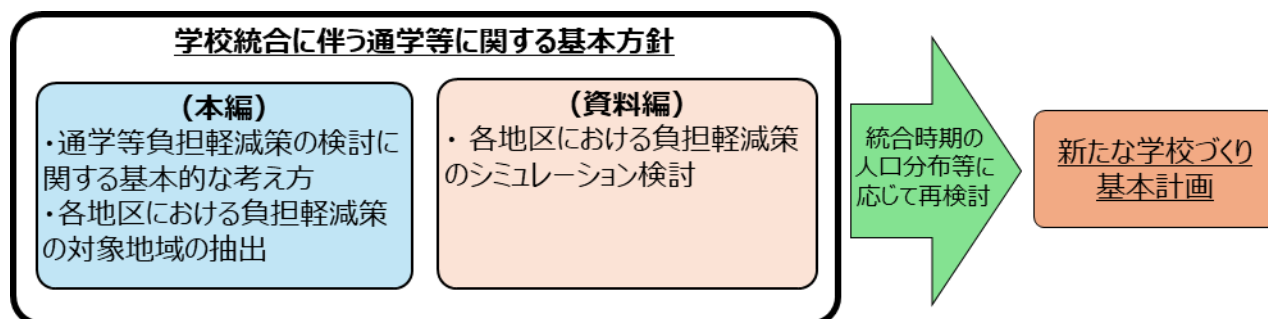 学校統合に伴う通学等に関する基本方針
(本編)
・通学等負担軽減策の検討に
関する基本的な考え方
・各地区における負担軽減策
の対象地域の抽出
(資料編)
・ 各地区における負担軽減策
のシミュレーション検討
統合時期の
人口分布等に
応じて再検討
新たな学校づくり
基本計画